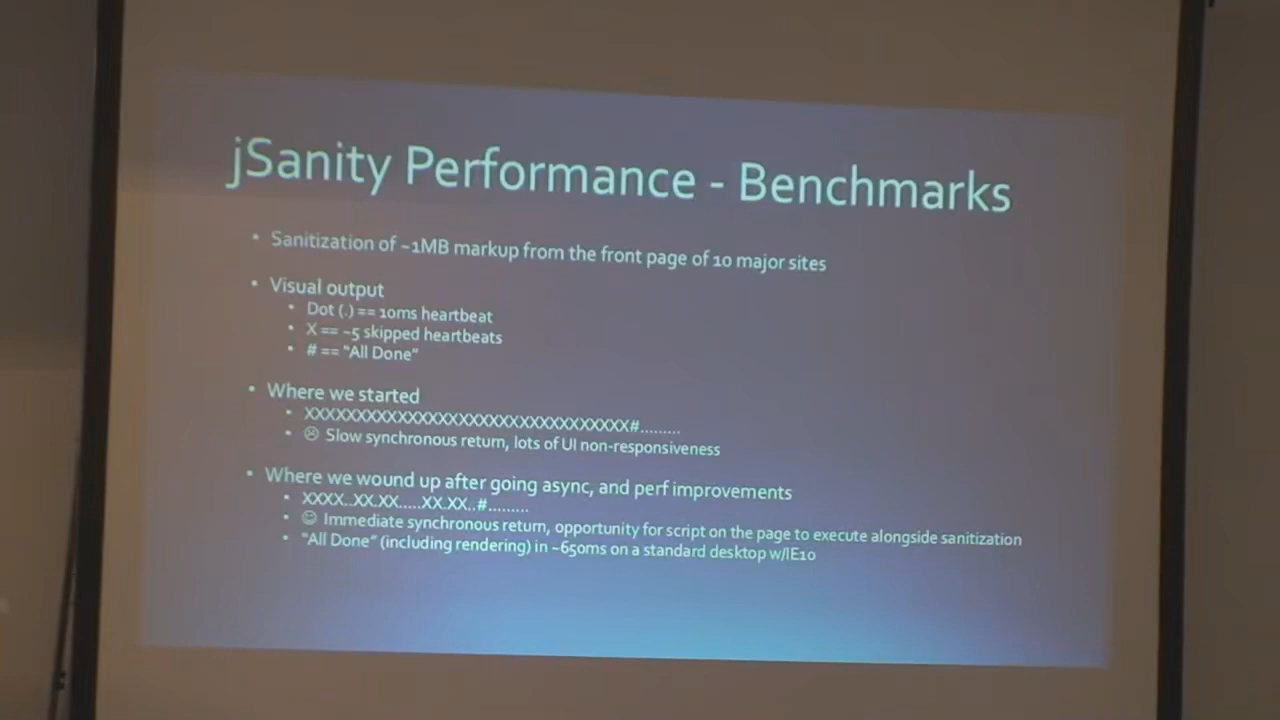 jSanity Performance - Benchmarks
• Sanitization of ~1MB markup from the front page of 10 major sites
• Visual output
• Dot (.) == 10ms heartbeat
• X == ~5 skipped heartbeats
• # == "All Done"
• Where we started
• XXXXXXXXXXXXXXXXXXXXXXXXXXXXXXXX#.........
• ☹ Slow synchronous return, lots of UI non-responsiveness
• Where we wound up after going async, and perf improvements
• XXXX..XX.XX.....XX.XX..#.........
• ☺ Immediate synchronous return, opportunity for script on the page to execute alongside sanitization
• "All Done" (including rendering) in ~650ms on a standard desktop w/IE10